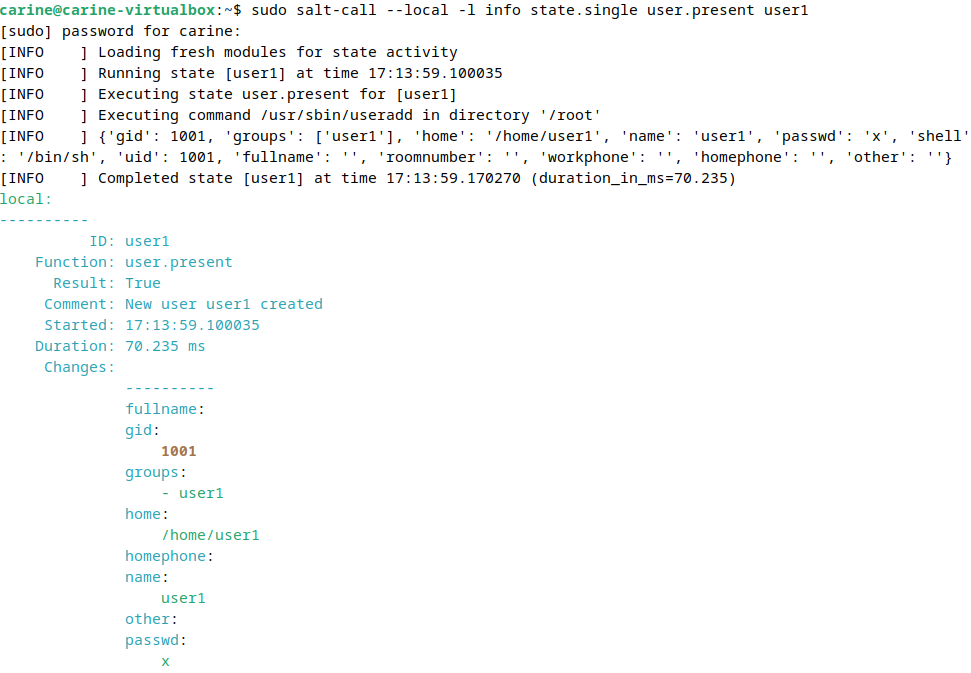 carine@carine-virtualbox:~$ sudo salt-call --local -l info state.single user.present user1
[sudo] password for carine:
[INFO    ] Loading fresh modules for state activity
[INFO    ] Running state [user1] at time 17:13:59.100035
[INFO    ] Executing state user.present for [user1]
[INFO    ] Executing command /usr/sbin/useradd in directory '/root'
[INFO    ] {'gid': 1001, 'groups': ['user1'], 'home': '/home/user1', 'name': 'user1', 'passwd': 'x', 'shell'
: '/bin/sh', 'uid': 1001, 'fullname': '', 'roomnumber': '', 'workphone': '', 'homephone': '', 'other': ''}
[INFO    ] Completed state [user1] at time 17:13:59.170270 (duration_in_ms=70.235)
local:
----------
          ID: user1
    Function: user.present
      Result: True
     Comment: New user user1 created
     Started: 17:13:59.100035
    Duration: 70.235 ms
     Changes:
              ----------
              fullname:
              gid:
                  1001
              groups:
                  - user1
              home:
                  /home/user1
              homephone:
              name:
                  user1
              other:
              passwd:
                  x